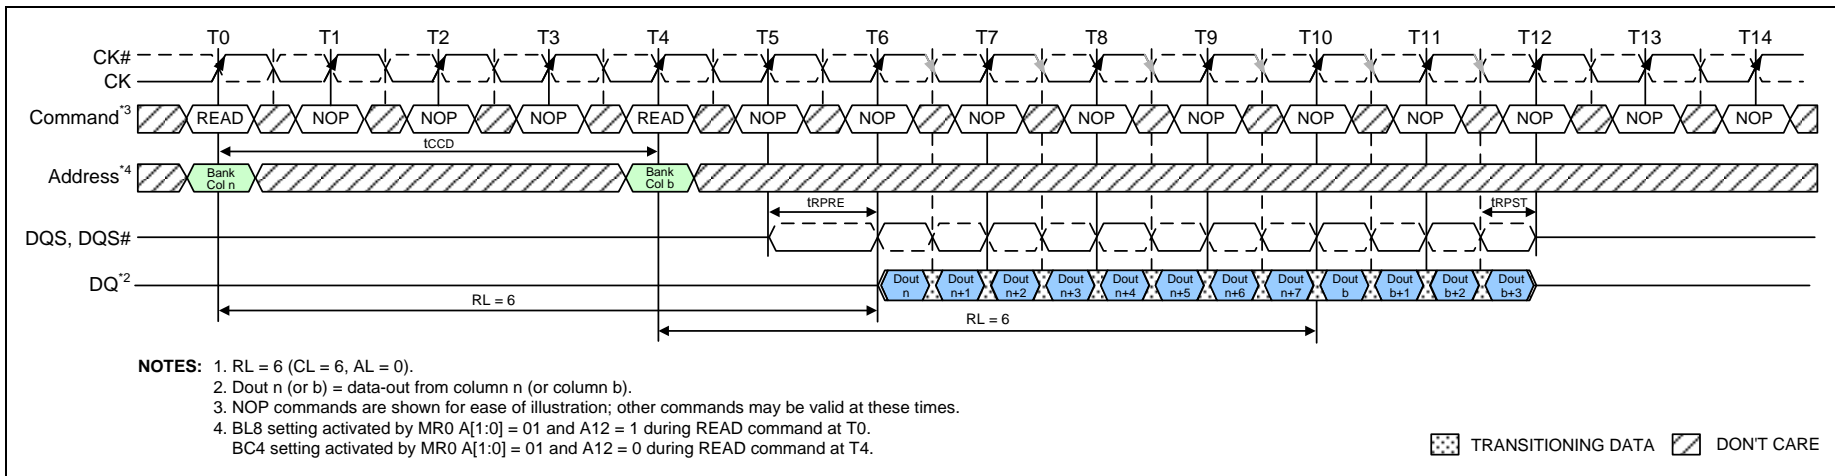 T0 T1 T2 T3 T4 T5 T6 T7 T8 T9 T10 T11 T12 T13 T14
CK#
CK
Command*3 READ NOP NOP NOP READ NOP NOP NOP NOP NOP NOP NOP NOP NOP NOP
tCCD
Address*4 Bank Col n Bank Col b
tRPRE tRPST
DQS, DQS#
DQ*2 Dout n Dout n+1 Dout n+2 Dout n+3 Dout n+4 Dout n+5 Dout n+6 Dout n+7 Dout b Dout b+1 Dout b+2 Dout b+3
RL = 6
RL = 6
NOTES: 1. RL = 6 (CL = 6, AL = 0).
2. Dout n (or b) = data-out from column n (or column b).
3. NOP commands are shown for ease of illustration; other commands may be valid at these times.
4. BL8 setting activated by MR0 A[1:0] = 01 and A12 = 1 during READ command at T0.
BC4 setting activated by MR0 A[1:0] = 01 and A12 = 0 during READ command at T4.
TRANSITIONING DATA DON'T CARE